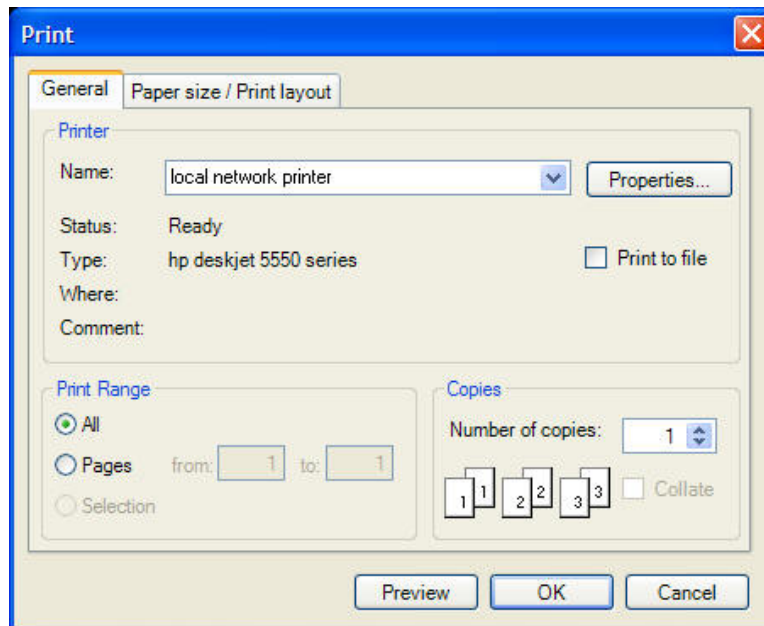 Print
General Paper size / Print layout
Printer
Name: local network printer Properties...
Status: Ready
Type: hp deskjet 5550 series Print to file
Where:
Comment:
Print Range
All
Pages from: 1 to: 1
Selection
Copies
Number of copies: 1
1 1 2 2 3 3 Collate
Preview OK Cancel